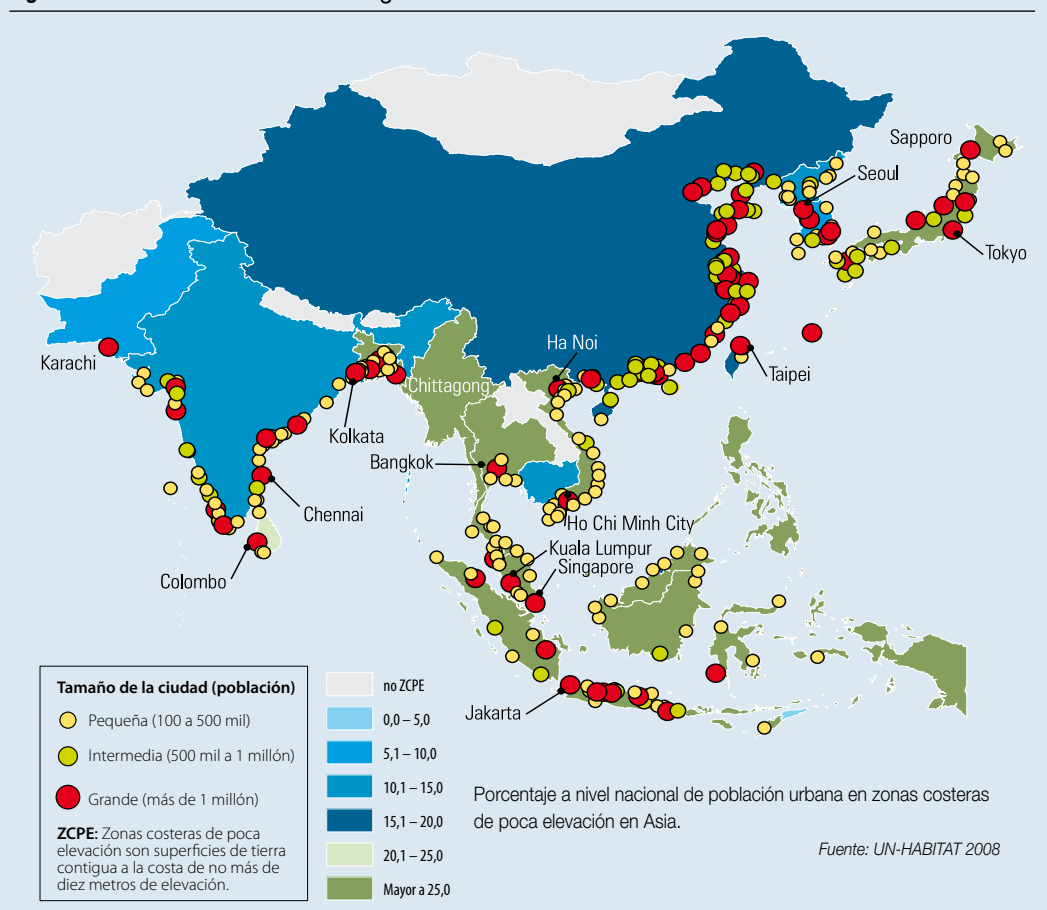 Sapporo
Seoul
Tokyo
Karachi
Ha Noi
Taipei
Chittagong
Kolkata
Bangkok
Chennai
Ho Chi Minh City
Kuala Lumpur
Singapore
Colombo
Jakarta
Tamaño de la ciudad (población)
Pequeña (100 a 500 mil)
Intermedia (500 mil a 1 millón)
Grande (más de 1 millón)
ZCPE: Zonas costeras de poca
elevación son superficies de tierra
contigua a la costa de no más de
diez metros de elevación.
no ZCPE
0,0 – 5,0
5,1 – 10,0
10,1 – 15,0
15,1 – 20,0
20,1 – 25,0
Mayor a 25,0
Porcentaje a nivel nacional de población urbana en zonas costeras
de poca elevación en Asia.
Fuente: UN-HABITAT 2008